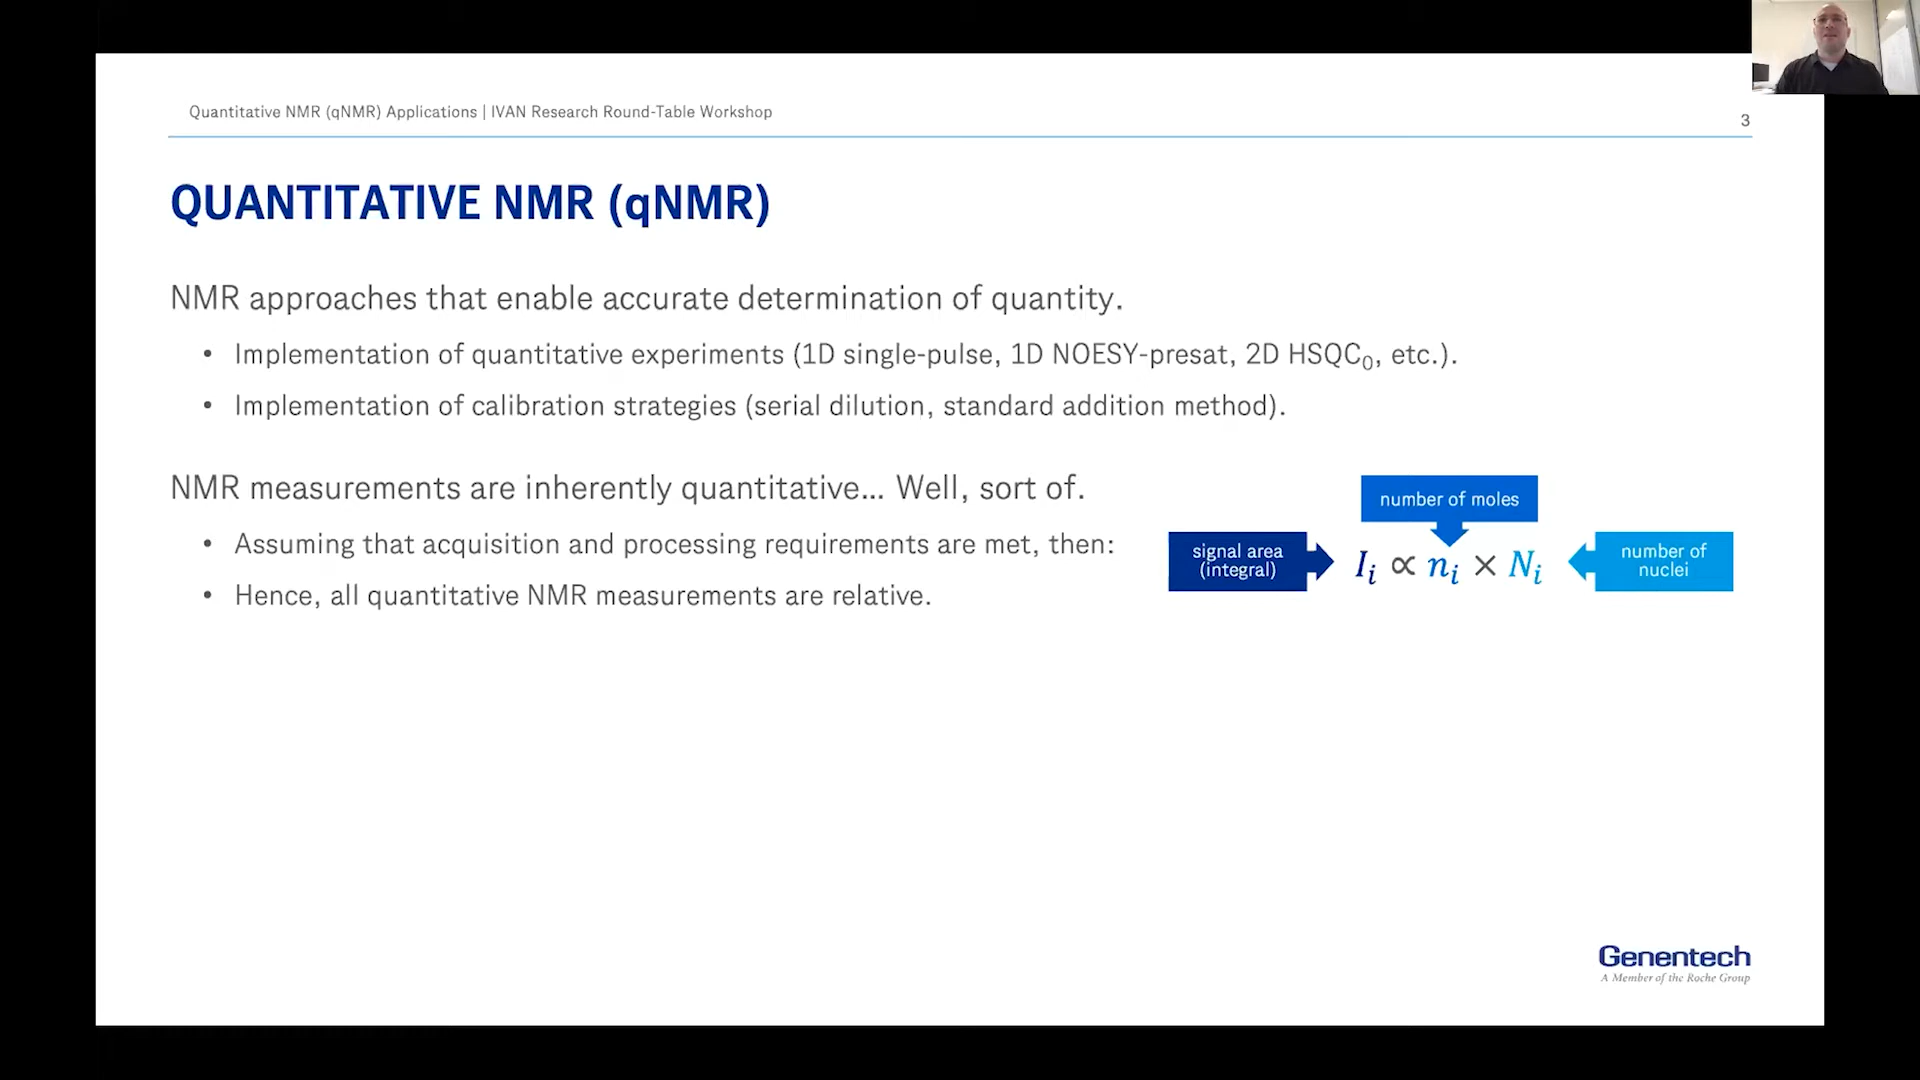 Quantitative NMR (qNMR) Applications | IVAN Research Round-Table Workshop
3
QUANTITATIVE NMR (qNMR)
NMR approaches that enable accurate determination of quantity.
• Implementation of quantitative experiments (1D single-pulse, 1D NOESY-presat, 2D HSQC₀, etc.).
• Implementation of calibration strategies (serial dilution, standard addition method).
NMR measurements are inherently quantitative... Well, sort of.
• Assuming that acquisition and processing requirements are met, then:
• Hence, all quantitative NMR measurements are relative.
number of moles
signal area
(integral)
Iᵢ ∝ nᵢ × Nᵢ
number of
nuclei
Genentech
A Member of the Roche Group